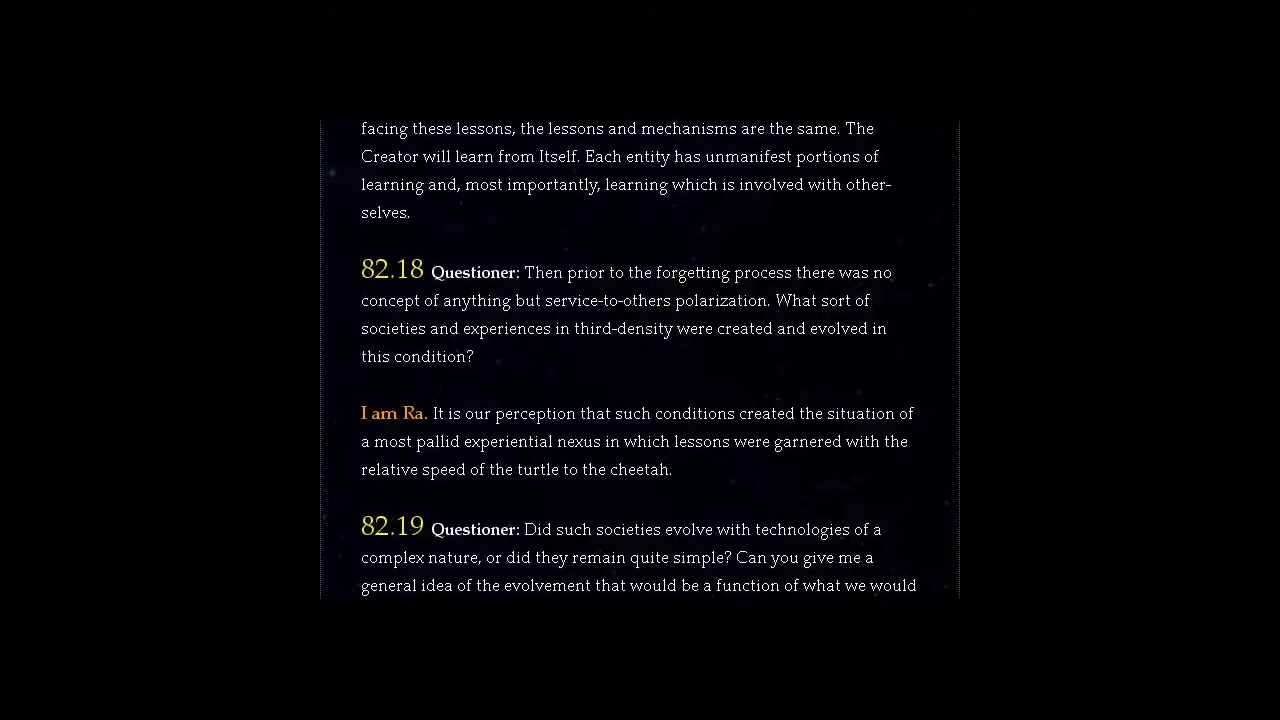 facing these lessons, the lessons and mechanisms are the same. The
Creator will learn from Itself. Each entity has unmanifest portions of
learning and, most importantly, learning which is involved with other-
selves.
82.18 Questioner: Then prior to the forgetting process there was no
concept of anything but service-to-others polarization. What sort of
societies and experiences in third-density were created and evolved in
this condition?
I am Ra. It is our perception that such conditions created the situation of
a most pallid experiential nexus in which lessons were garnered with the
relative speed of the turtle to the cheetah.
82.19 Questioner: Did such societies evolve with technologies of a
complex nature, or did they remain quite simple? Can you give me a
general idea of the evolvement that would be a function of what we would